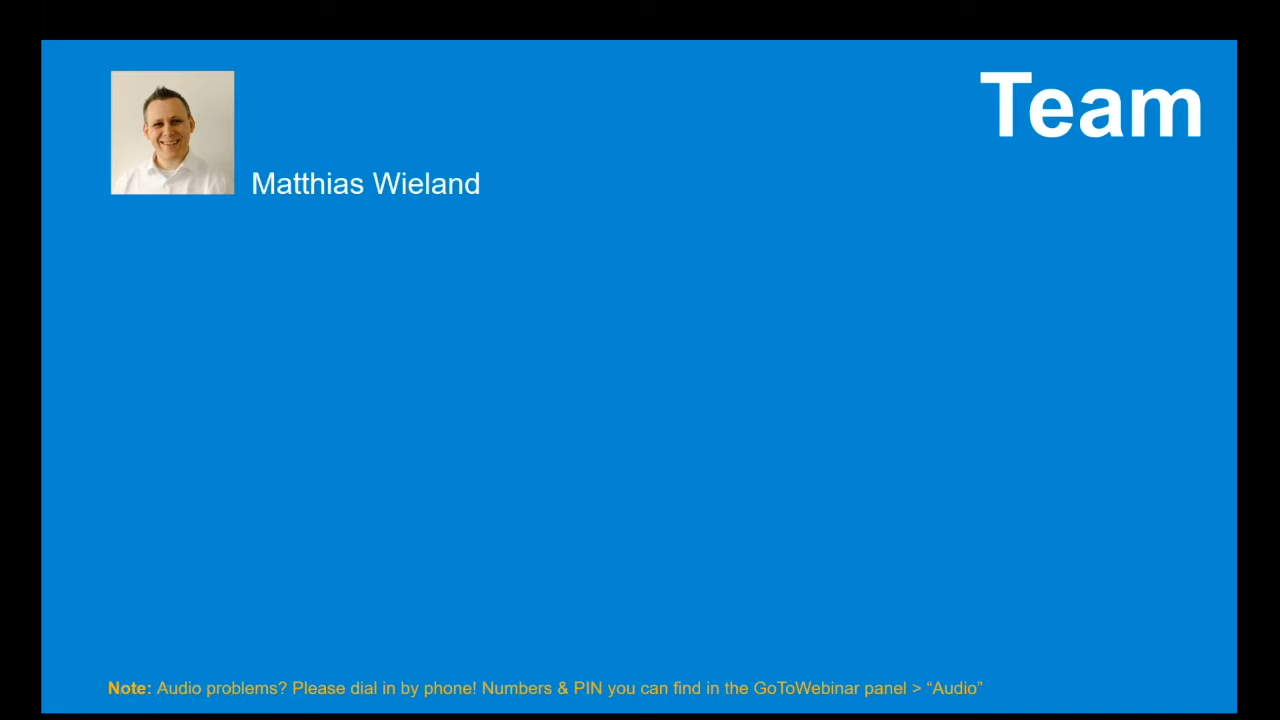 Team
Matthias Wieland
Note: Audio problems? Please dial in by phone! Numbers & PIN you can find in the GoToWebinar panel > “Audio”